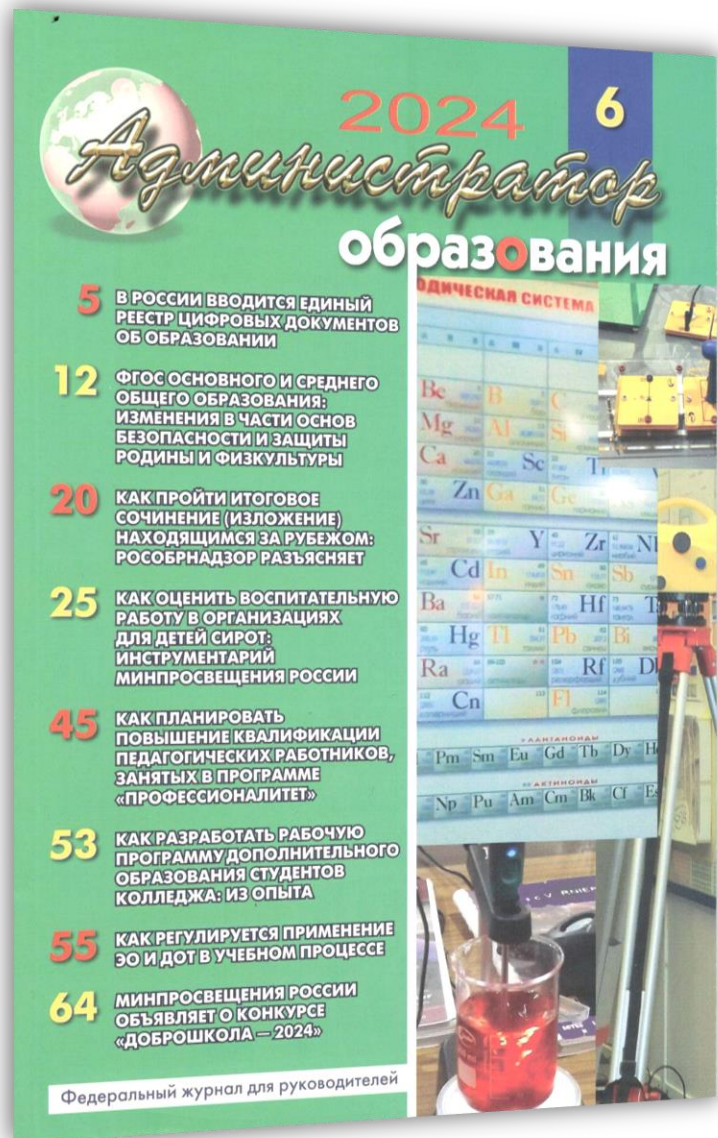 2024
6
Администратор
образования
5 В РОССИИ ВВОДИТСЯ ЕДИНЫЙ
РЕЕСТР ЦИФРОВЫХ ДОКУМЕНТОВ
ОБ ОБРАЗОВАНИИ
12 ФГОС ОСНОВНОГО И СРЕДНЕГО
ОБЩЕГО ОБРАЗОВАНИЯ:
ИЗМЕНЕНИЯ В ЧАСТИ ОСНОВ
БЕЗОПАСНОСТИ И ЗАЩИТЫ
РОДИНЫ И ФИЗКУЛЬТУРЫ
20 КАК ПРОЙТИ ИТОГОВОЕ
СОЧИНЕНИЕ (ИЗЛОЖЕНИЕ)
НАХОДЯЩИМСЯ ЗА РУБЕЖОМ:
РОСОБРНАДЗОР РАЗЪЯСНЯЕТ
25 КАК ОЦЕНИТЬ ВОСПИТАТЕЛЬНУЮ
РАБОТУ В ОРГАНИЗАЦИЯХ
ДЛЯ ДЕТЕЙ СИРОТ:
ИНСТРУМЕНТАРИЙ
МИНПРОСВЕЩЕНИЯ РОССИИ
45 КАК ПЛАНИРОВАТЬ
ПОВЫШЕНИЕ КВАЛИФИКАЦИИ
ПЕДАГОГИЧЕСКИХ РАБОТНИКОВ,
ЗАНЯТЫХ В ПРОГРАММЕ
«ПРОФЕССИОНАЛИТЕТ»
53 КАК РАЗРАБОТАТЬ РАБОЧУЮ
ПРОГРАММУ ДОПОЛНИТЕЛЬНОГО
ОБРАЗОВАНИЯ СТУДЕНТОВ
КОЛЛЕДЖА: ИЗ ОПЫТА
55 КАК РЕГУЛИРУЕТСЯ ПРИМЕНЕНИЕ
ЭО И ДОТ В УЧЕБНОМ ПРОЦЕССЕ
64 МИНПРОСВЕЩЕНИЯ РОССИИ
ОБЪЯВЛЯЕТ О КОНКУРСЕ
«ДОБРОШКОЛА — 2024»
Федеральный журнал для руководителей
ОДИЧЕСКАЯ СИСТЕМА
Be B C
Mg Al Si
Ca Sc Ti
Zn Ga Ge
Sr Y Zr
Cd In Sn Sb
Ba Hf
Hg Tl Pb Bi
Ra Rf
Cn Fl
ЛАНТАНОИДЫ
Pm Sm Eu Gd Tb Dy
АКТИНОИДЫ
Np Pu Am Cm Bk Cf Es